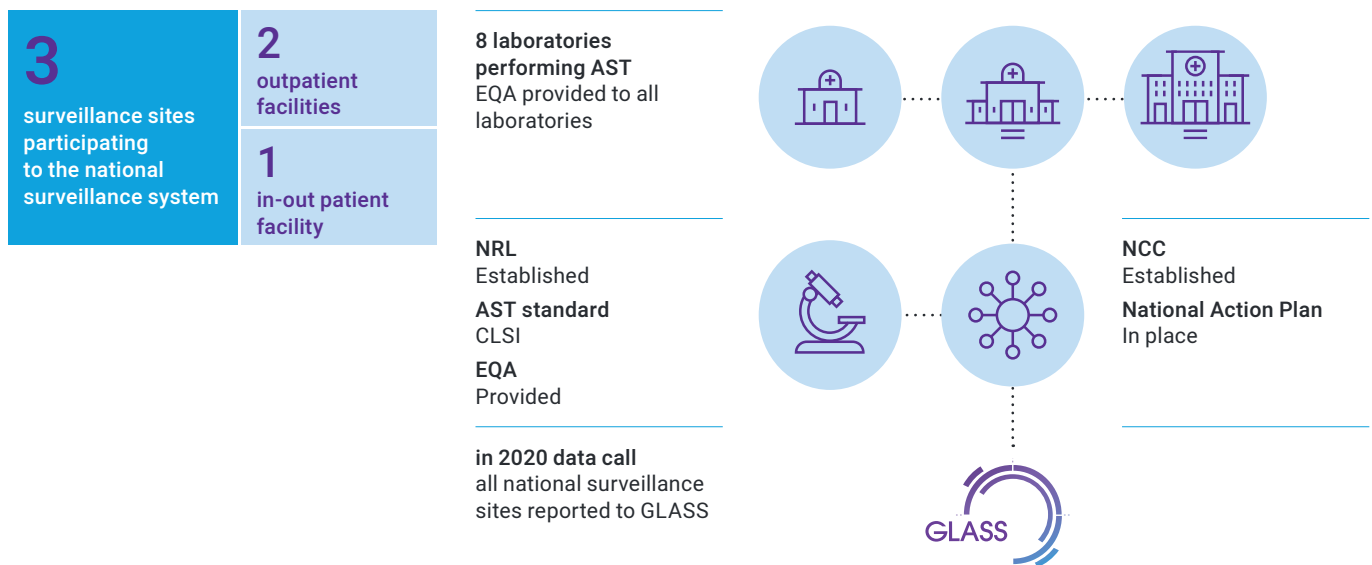 3
surveillance sites
participating
to the national
surveillance system
2
outpatient
facilities
1
in-out patient
facility
8 laboratories
performing AST
EQA provided to all
laboratories
NRL
Established
AST standard
CLSI
EQA
Provided
NCC
Established
National Action Plan
In place
in 2020 data call
all national surveillance
sites reported to GLASS
GLASS